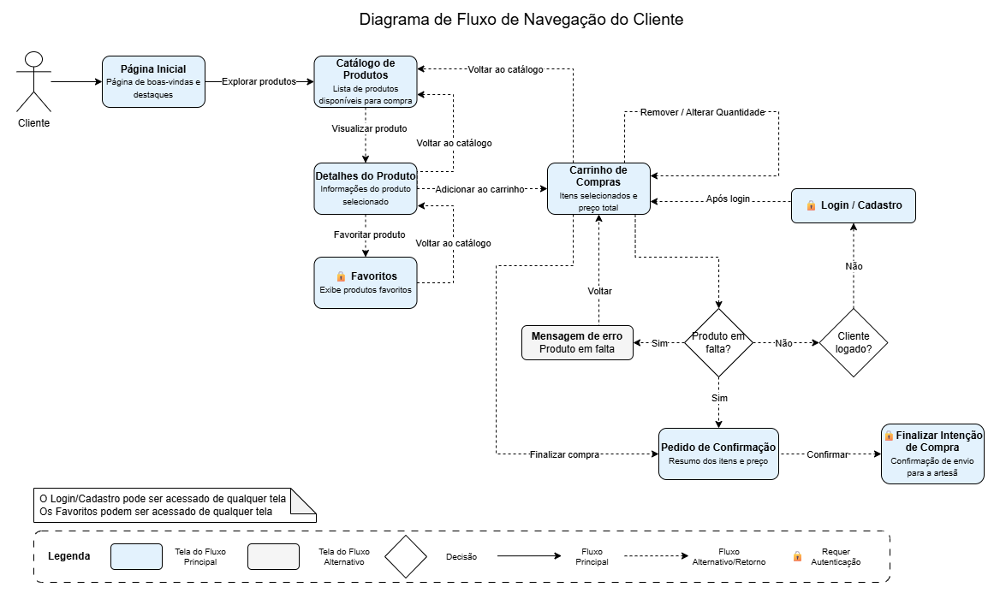 Diagrama de Fluxo de Navegação do Cliente
Cliente
Página Inicial
Página de boas-vindas e
destaques
Explorar produtos
Catálogo de
Produtos
Lista de produtos
disponíveis para compra
Voltar ao catálogo
Remover / Alterar Quantidade
Visualizar produto
Voltar ao catálogo
Detalhes do Produto
Informações do produto
selecionado
Adicionar ao carrinho
Carrinho de
Compras
Itens selecionados e
preço total
Após login
🔒 Login / Cadastro
Favoritar produto
Voltar ao catálogo
🔒 Favoritos
Exibe produtos favoritos
Voltar
Não
Mensagem de erro
Produto em falta
Sim
Produto em
falta?
Não
Cliente
logado?
Sim
Finalizar compra
Pedido de Confirmação
Resumo dos itens e preço
Confirmar
🔒 Finalizar Intenção
de Compra
Confirmação de envio
para a artesã
O Login/Cadastro pode ser acessado de qualquer tela
Os Favoritos podem ser acessado de qualquer tela
Legenda
Tela do Fluxo
Principal
Tela do Fluxo
Alternativo
Decisão
Fluxo
Principal
Fluxo
Alternativo/Retorno
🔒 Requer
Autenticação